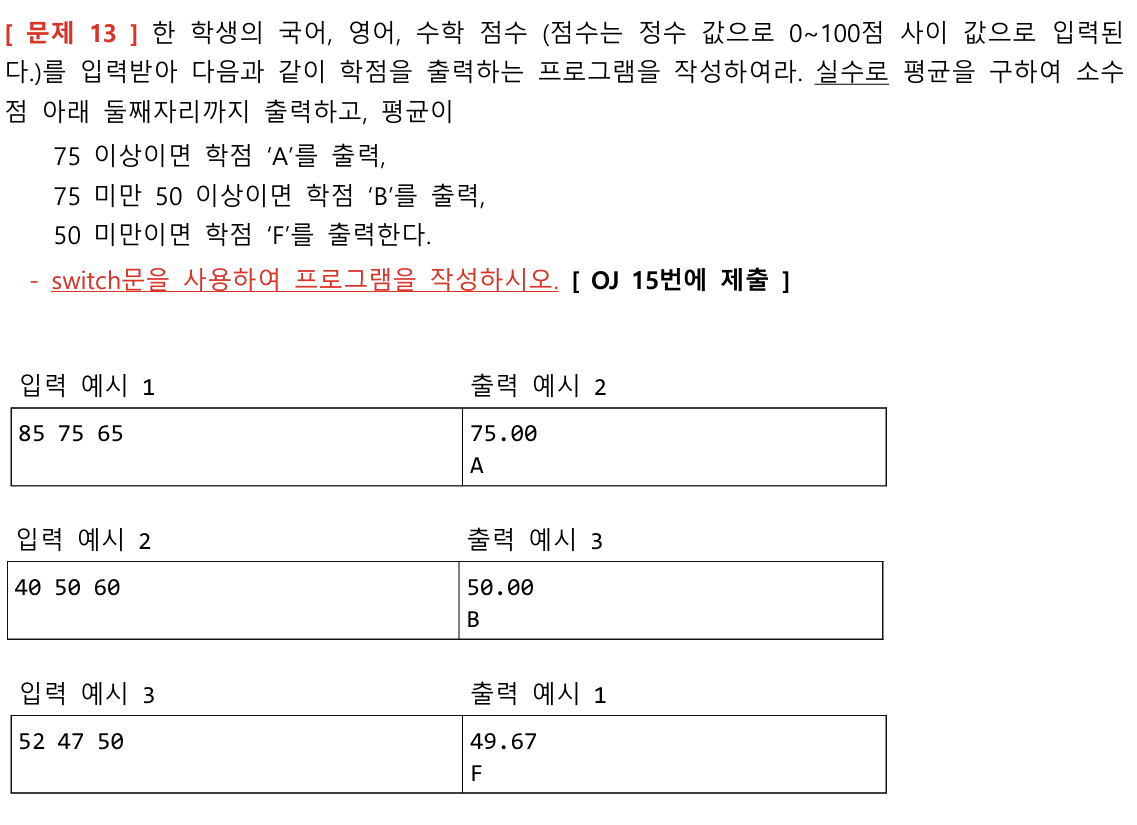 [ 문제 13 ] 한 학생의 국어, 영어, 수학 점수 (점수는 정수 값으로 0~100점 사이 값으로 입력된
다.)를 입력받아 다음과 같이 학점을 출력하는 프로그램을 작성하여라. 실수로 평균을 구하여 소수
점 아래 둘째자리까지 출력하고, 평균이
75 이상이면 학점 ‘A’를 출력,
75 미만 50 이상이면 학점 ‘B’를 출력,
50 미만이면 학점 ‘F’를 출력한다.
- switch문을 사용하여 프로그램을 작성하시오. [ OJ 15번에 제출 ]
입력 예시 1 출력 예시 2
85 75 65 75.00
A
입력 예시 2 출력 예시 3
40 50 60 50.00
B
입력 예시 3 출력 예시 1
52 47 50 49.67
F